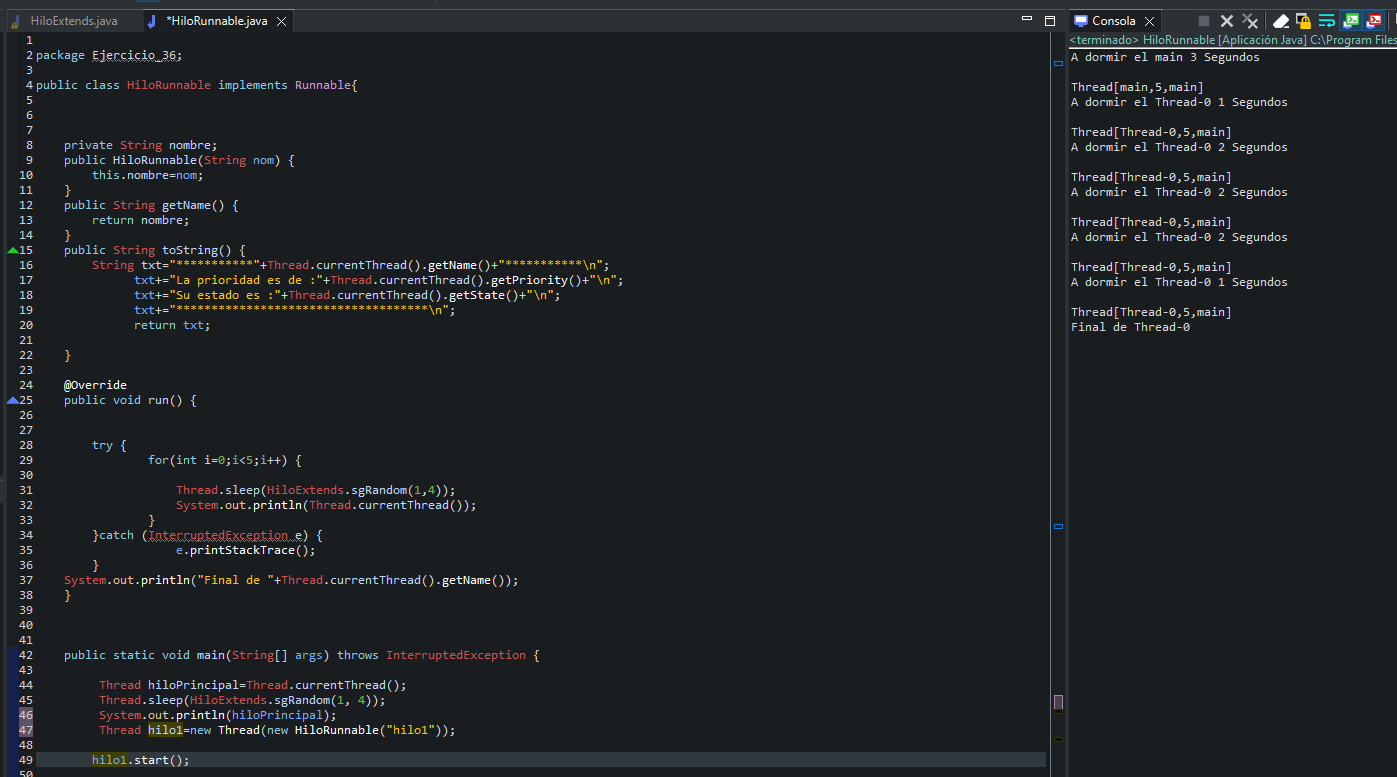 HiloExtends.java
*HiloRunnable.java
1
2 package Ejercicio_36;
3
4 public class HiloRunnable implements Runnable{
5
6
7
8 private String nombre;
9 public HiloRunnable(String nom) {
10 this.nombre=nom;
11 }
12 public String getName() {
13 return nombre;
14 }
15 public String toString() {
16 String txt="***********"+Thread.currentThread().getName()+"***********\n";
17 txt+="La prioridad es de :"+Thread.currentThread().getPriority()+"\n";
18 txt+="Su estado es :"+Thread.currentThread().getState()+"\n";
19 txt+="************************************\n";
20 return txt;
21
22 }
23
24 @Override
25 public void run() {
26
27
28 try {
29 for(int i=0;i<5;i++) {
30
31 Thread.sleep(HiloExtends.sgRandom(1,4));
32 System.out.println(Thread.currentThread());
33 }
34 }catch (InterruptedException e) {
35 e.printStackTrace();
36 }
37 System.out.println("Final de "+Thread.currentThread().getName());
38 }
39
40
41
42 public static void main(String[] args) throws InterruptedException {
43
44 Thread hiloPrincipal=Thread.currentThread();
45 Thread.sleep(HiloExtends.sgRandom(1, 4));
46 System.out.println(hiloPrincipal);
47 Thread hilo1=new Thread(new HiloRunnable("hilo1"));
48
49 hilo1.start();
50
Consola
<terminado> HiloRunnable [Aplicación Java] C:\Program Files
A dormir el main 3 Segundos

Thread[main,5,main]
A dormir el Thread-0 1 Segundos

Thread[Thread-0,5,main]
A dormir el Thread-0 2 Segundos

Thread[Thread-0,5,main]
A dormir el Thread-0 2 Segundos

Thread[Thread-0,5,main]
A dormir el Thread-0 2 Segundos

Thread[Thread-0,5,main]
A dormir el Thread-0 1 Segundos

Thread[Thread-0,5,main]
Final de Thread-0